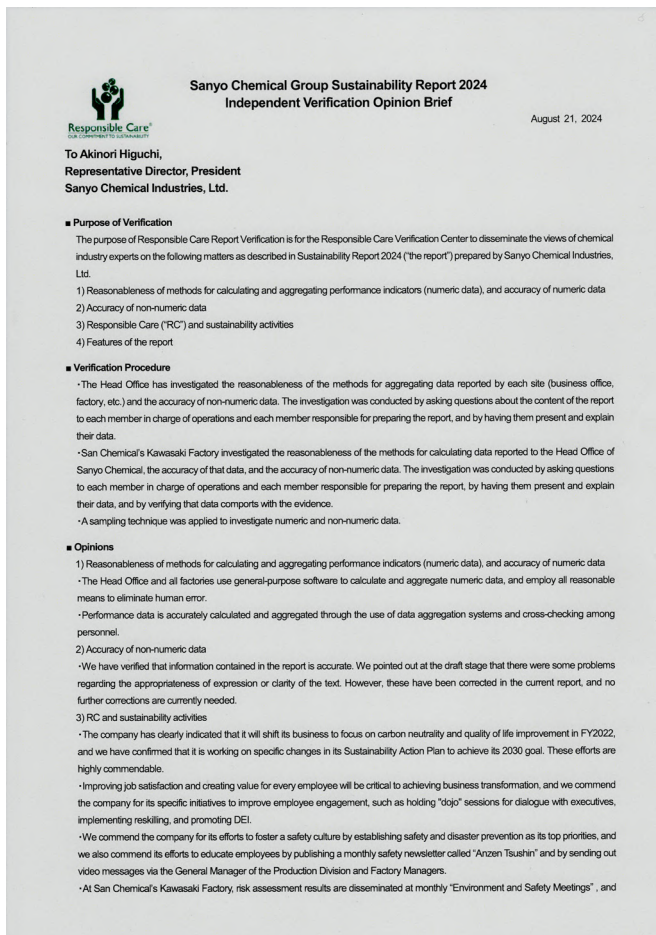 Sanyo Chemical Group Sustainability Report 2024
Independent Verification Opinion Brief
August 21, 2024
Responsible Care®
OUR COMMITMENT TO SUSTAINABILITY
To Akinori Higuchi,
Representative Director, President
Sanyo Chemical Industries, Ltd.
■ Purpose of Verification
The purpose of Responsible Care Report Verification is for the Responsible Care Verification Center to disseminate the views of chemical
industry experts on the following matters as described in Sustainability Report 2024 ("the report") prepared by Sanyo Chemical Industries,
Ltd.
1) Reasonableness of methods for calculating and aggregating performance indicators (numeric data), and accuracy of numeric data
2) Accuracy of non-numeric data
3) Responsible Care ("RC") and sustainability activities
4) Features of the report
■ Verification Procedure
・The Head Office has investigated the reasonableness of the methods for aggregating data reported by each site (business office,
factory, etc.) and the accuracy of non-numeric data. The investigation was conducted by asking questions about the content of the report
to each member in charge of operations and each member responsible for preparing the report, and by having them present and explain
their data.
・San Chemical's Kawasaki Factory investigated the reasonableness of the methods for calculating data reported to the Head Office of
Sanyo Chemical, the accuracy of that data, and the accuracy of non-numeric data. The investigation was conducted by asking questions
to each member in charge of operations and each member responsible for preparing the report, by having them present and explain
their data, and by verifying that data comports with the evidence.
・A sampling technique was applied to investigate numeric and non-numeric data.
■ Opinions
1) Reasonableness of methods for calculating and aggregating performance indicators (numeric data), and accuracy of numeric data
・The Head Office and all factories use general-purpose software to calculate and aggregate numeric data, and employ all reasonable
means to eliminate human error.
・Performance data is accurately calculated and aggregated through the use of data aggregation systems and cross-checking among
personnel.
2) Accuracy of non-numeric data
・We have verified that information contained in the report is accurate. We pointed out at the draft stage that there were some problems
regarding the appropriateness of expression or clarity of the text. However, these have been corrected in the current report, and no
further corrections are currently needed.
3) RC and sustainability activities
・The company has clearly indicated that it will shift its business to focus on carbon neutrality and quality of life improvement in FY2022,
and we have confirmed that it is working on specific changes in its Sustainability Action Plan to achieve its 2030 goal. These efforts are
highly commendable.
・Improving job satisfaction and creating value for every employee will be critical to achieving business transformation, and we commend
the company for its specific initiatives to improve employee engagement, such as holding "dojo" sessions for dialogue with executives,
implementing reskilling, and promoting DEI.
・We commend the company for its efforts to foster a safety culture by establishing safety and disaster prevention as its top priorities, and
we also commend its efforts to educate employees by publishing a monthly safety newsletter called "Anzen Tsushin" and by sending out
video messages via the General Manager of the Production Division and Factory Managers.
・At San Chemical's Kawasaki Factory, risk assessment results are disseminated at monthly "Environment and Safety Meetings" , and